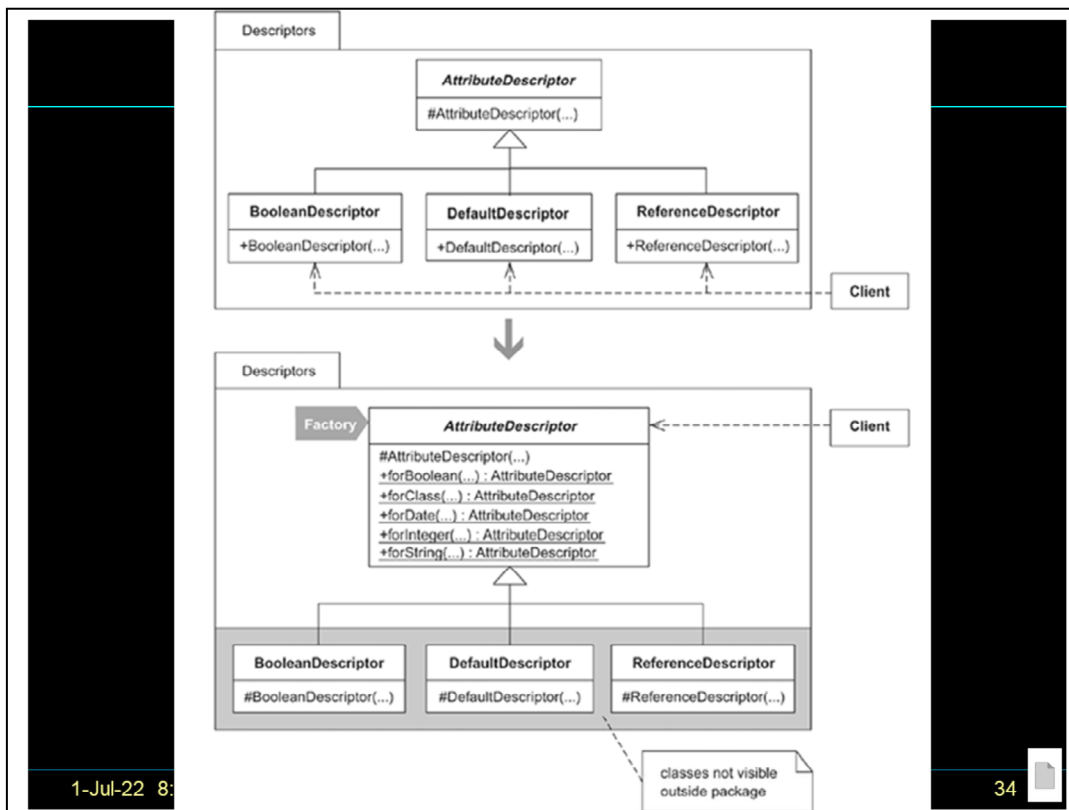 Descriptors
AttributeDescriptor
#AttributeDescriptor(...)
BooleanDescriptor
+BooleanDescriptor(...)
DefaultDescriptor
+DefaultDescriptor(...)
ReferenceDescriptor
+ReferenceDescriptor(...)
Client
Descriptors
Factory
AttributeDescriptor
#AttributeDescriptor(...)
+forBoolean(...) : AttributeDescriptor
+forClass(...) : AttributeDescriptor
+forDate(...) : AttributeDescriptor
+forInteger(...) : AttributeDescriptor
+forString(...) : AttributeDescriptor
Client
BooleanDescriptor
#BooleanDescriptor(...)
DefaultDescriptor
#DefaultDescriptor(...)
ReferenceDescriptor
#ReferenceDescriptor(...)
classes not visible
outside package
1-Jul-22 8:
34